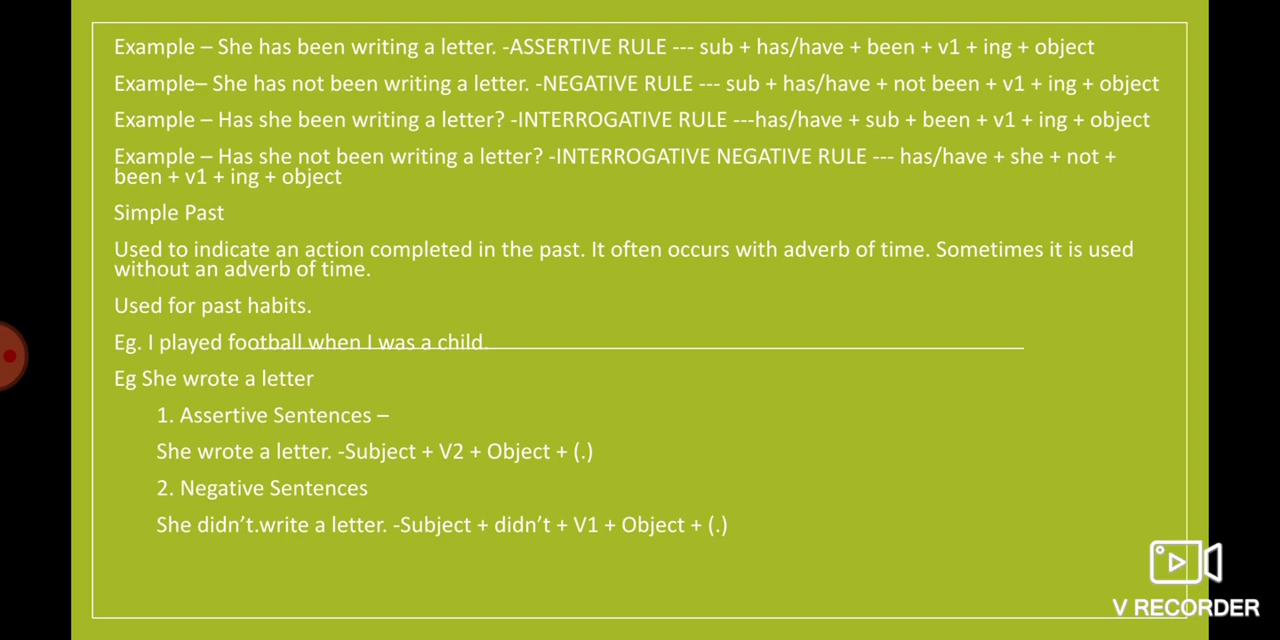 Example – She has been writing a letter. -ASSERTIVE RULE --- sub + has/have + been + v1 + ing + object
Example– She has not been writing a letter. -NEGATIVE RULE --- sub + has/have + not been + v1 + ing + object
Example – Has she been writing a letter? -INTERROGATIVE RULE ---has/have + sub + been + v1 + ing + object
Example – Has she not been writing a letter? -INTERROGATIVE NEGATIVE RULE --- has/have + she + not +
been + v1 + ing + object
Simple Past
Used to indicate an action completed in the past. It often occurs with adverb of time. Sometimes it is used
without an adverb of time.
Used for past habits.
Eg. I played football when I was a child.
Eg She wrote a letter
1. Assertive Sentences –
She wrote a letter. -Subject + V2 + Object + (.)
2. Negative Sentences
She didn’t.write a letter. -Subject + didn’t + V1 + Object + (.)
V RECORDER